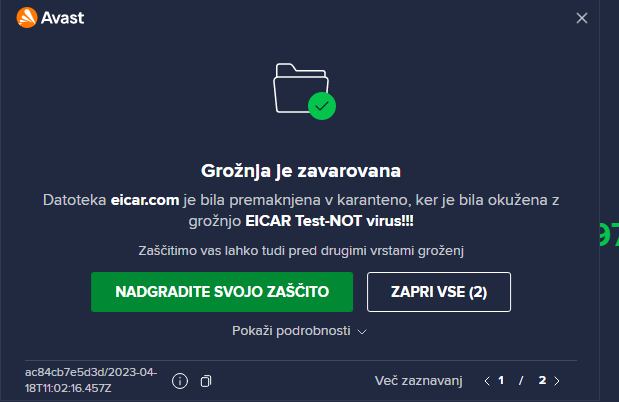 Avast
Grožnja je zavarovana
Datoteka eicar.com je bila premaknjena v karanteno, ker je bila okužena z
grožnjo EICAR Test-NOT virus!!!
97
Zaščitimo vas lahko tudi pred drugimi vrstami groženj
NADGRADITE SVOJO ZAŠČITO
ZAPRI VSE (2)
Pokaži podrobnosti
ac84cb7e5d3d/2023-04-
18T11:02:16.457Z
Več zaznavanj
1 / 2